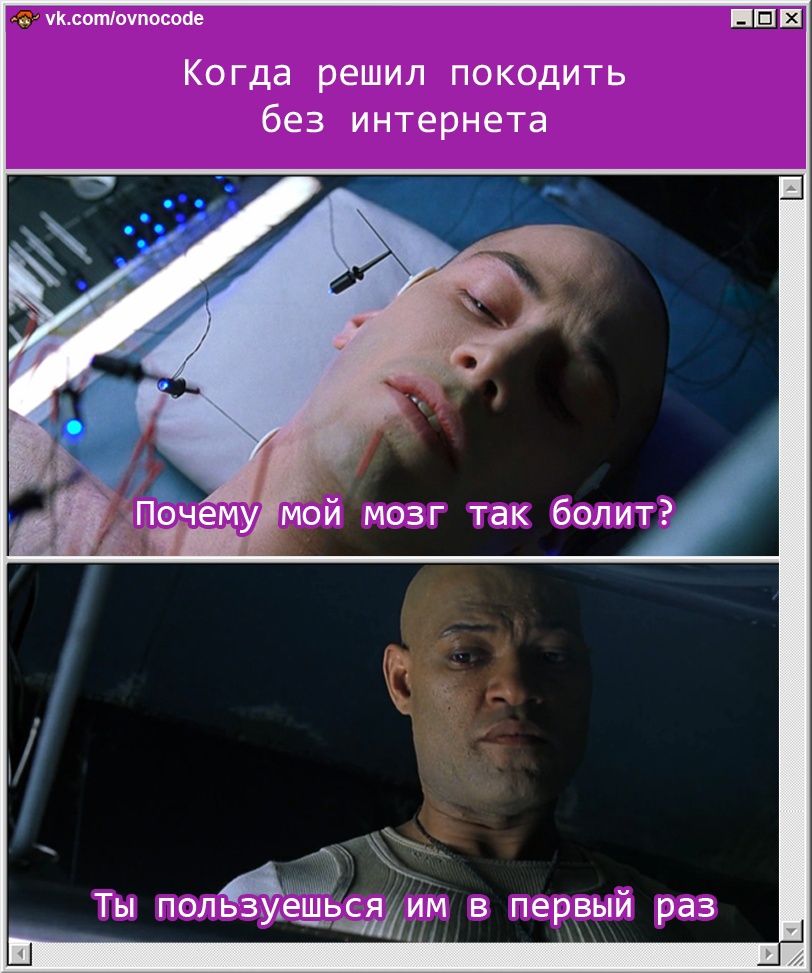 vk.com/ovnocode
Когда решил покодить
без интернета
Почему мой мозг так болит?
Ты пользуешься им в первый раз